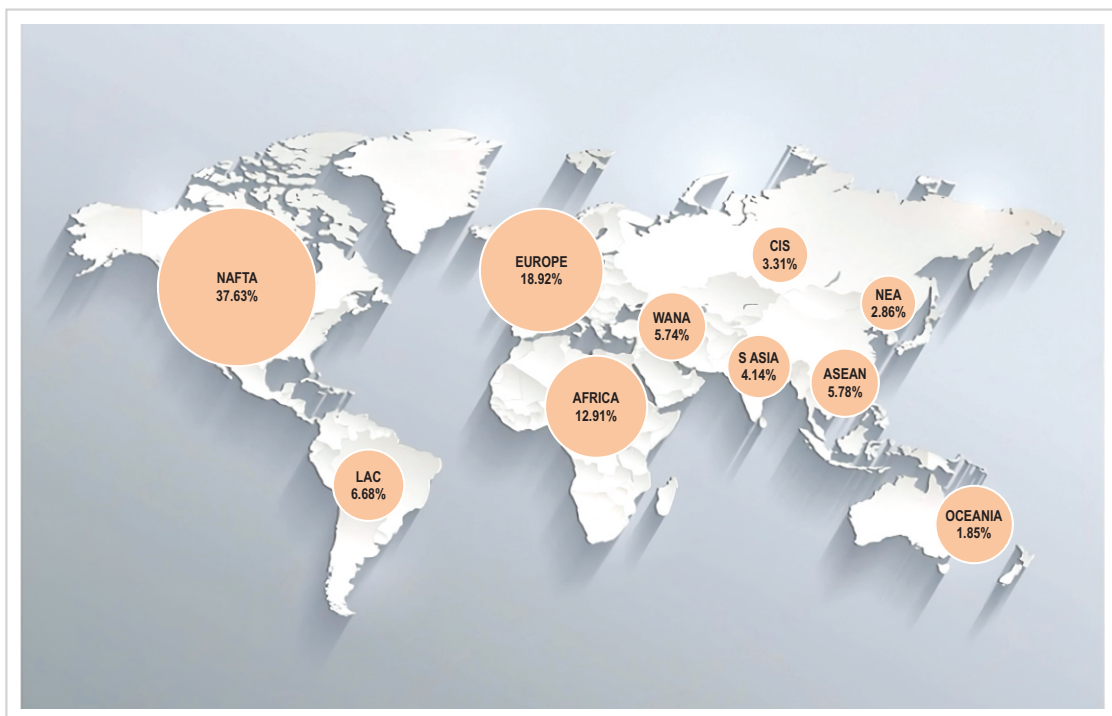 NAFTA
37.63%
EUROPE
18.92%
CIS
3.31%
NEA
2.86%
WANA
5.74%
S ASIA
4.14%
ASEAN
5.78%
AFRICA
12.91%
LAC
6.68%
OCEANIA
1.85%